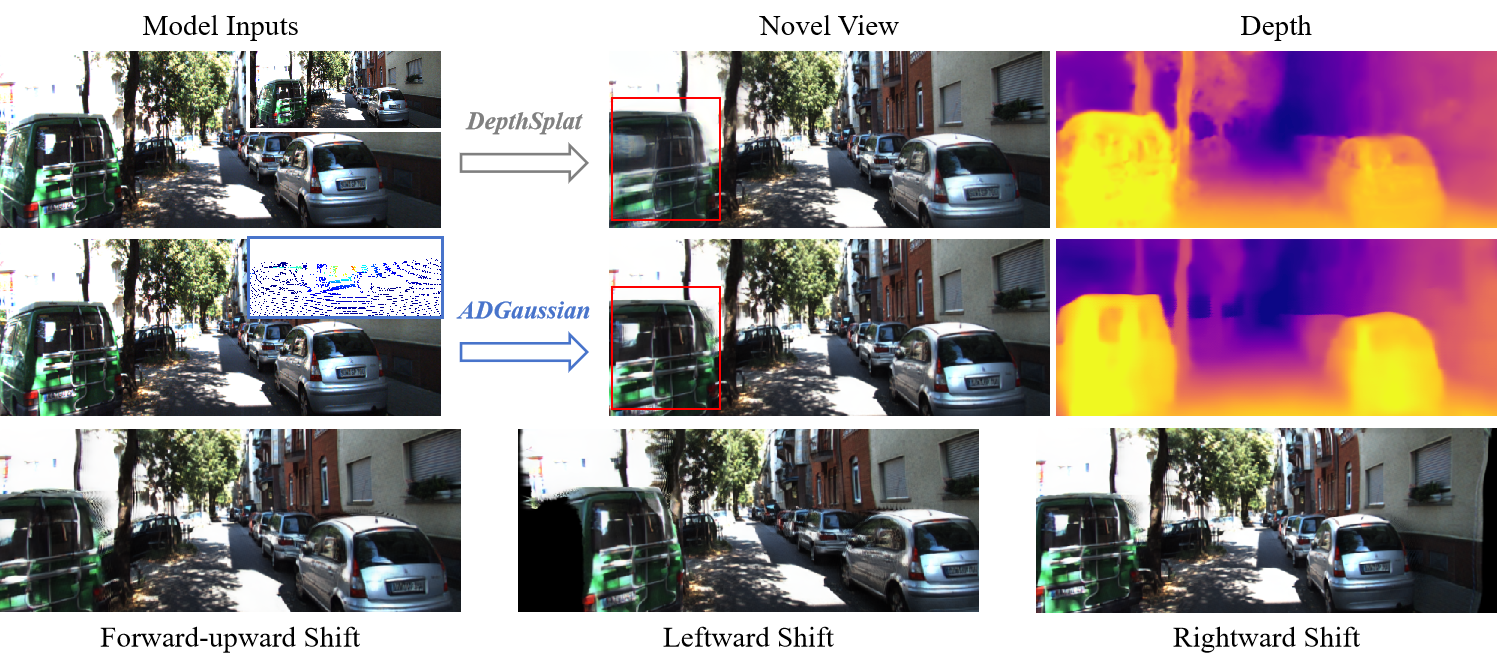 Model Inputs
Novel View
Depth
DepthSplat
ADGaussian
Forward-upward Shift
Leftward Shift
Rightward Shift